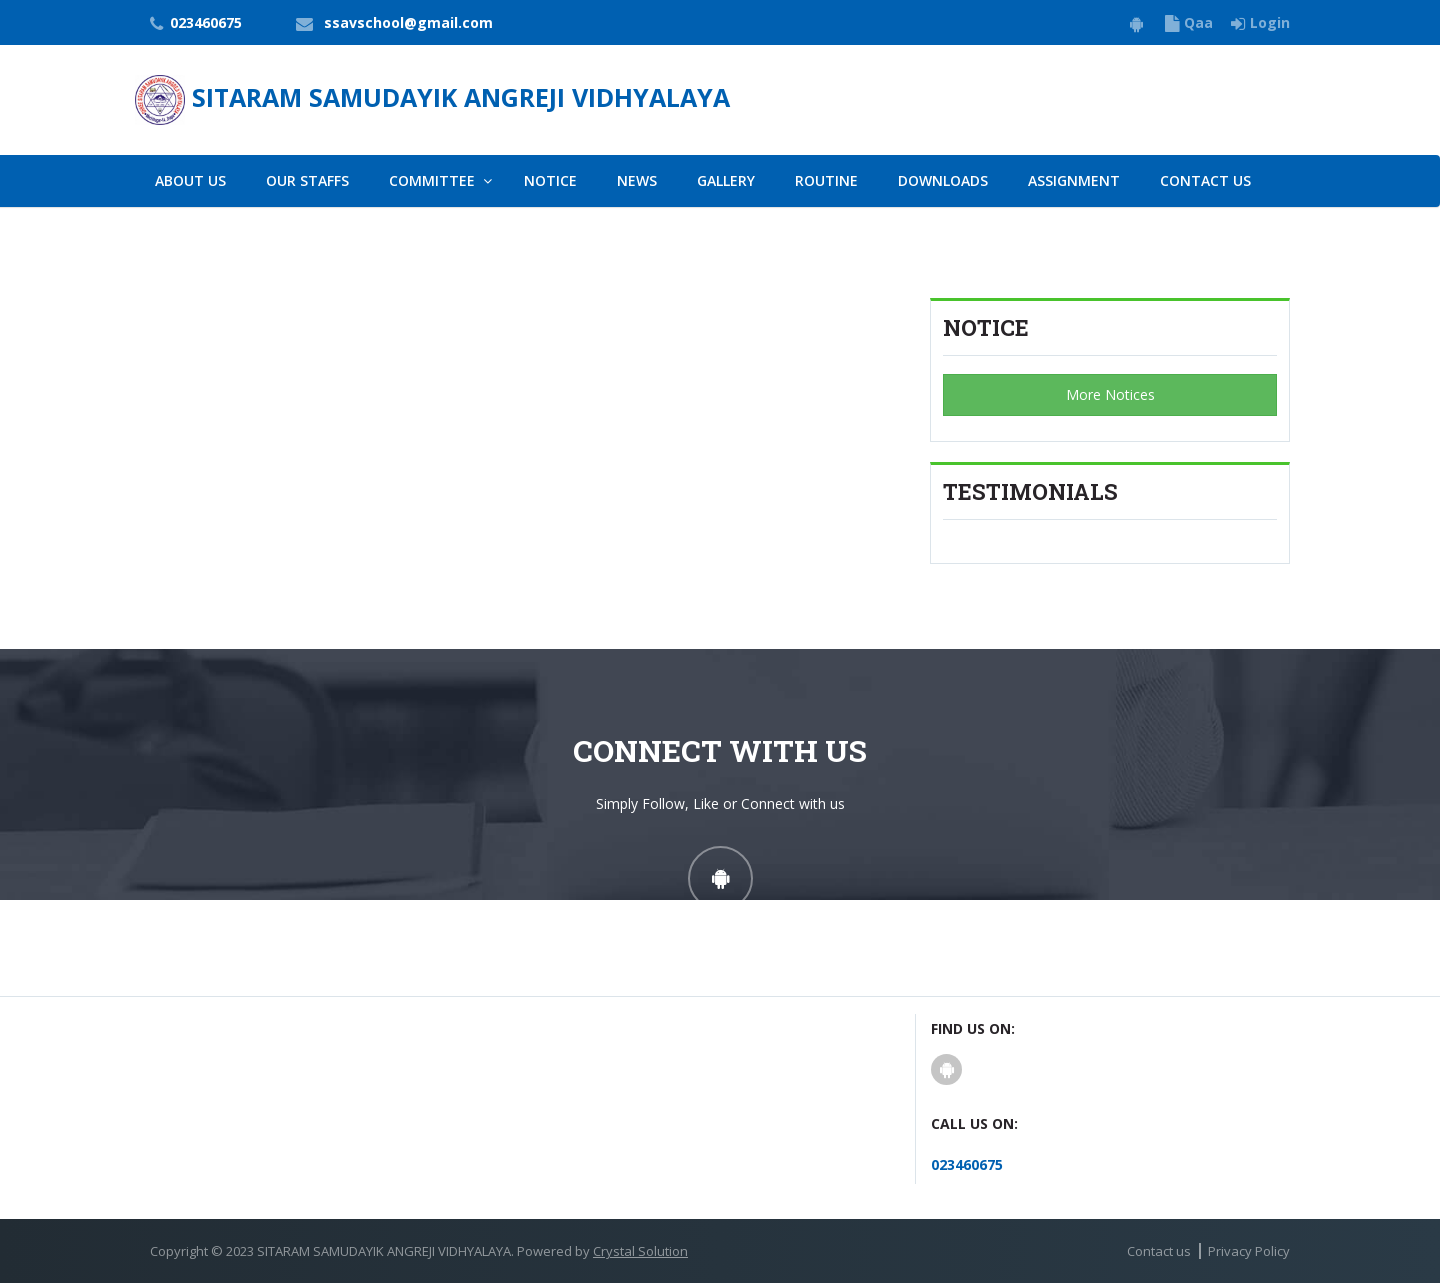 023460675 ssavschool@gmail.com Qaa Login
SITARAM SAMUDAYIK ANGREJI VIDHYALAYA
ABOUT US OUR STAFFS COMMITTEE NOTICE NEWS GALLERY ROUTINE DOWNLOADS ASSIGNMENT CONTACT US
NOTICE
More Notices
TESTIMONIALS
CONNECT WITH US
Simply Follow, Like or Connect with us
FIND US ON:
CALL US ON:
023460675
Copyright © 2023 SITARAM SAMUDAYIK ANGREJI VIDHYALAYA. Powered by Crystal Solution Contact us | Privacy Policy